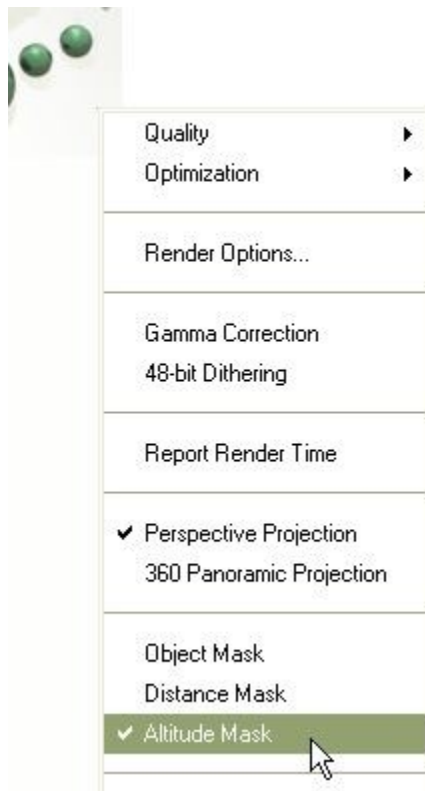 Quality
Optimization
Render Options...
Gamma Correction
48-bit Dithering
Report Render Time
Perspective Projection
360 Panoramic Projection
Object Mask
Distance Mask
Altitude Mask